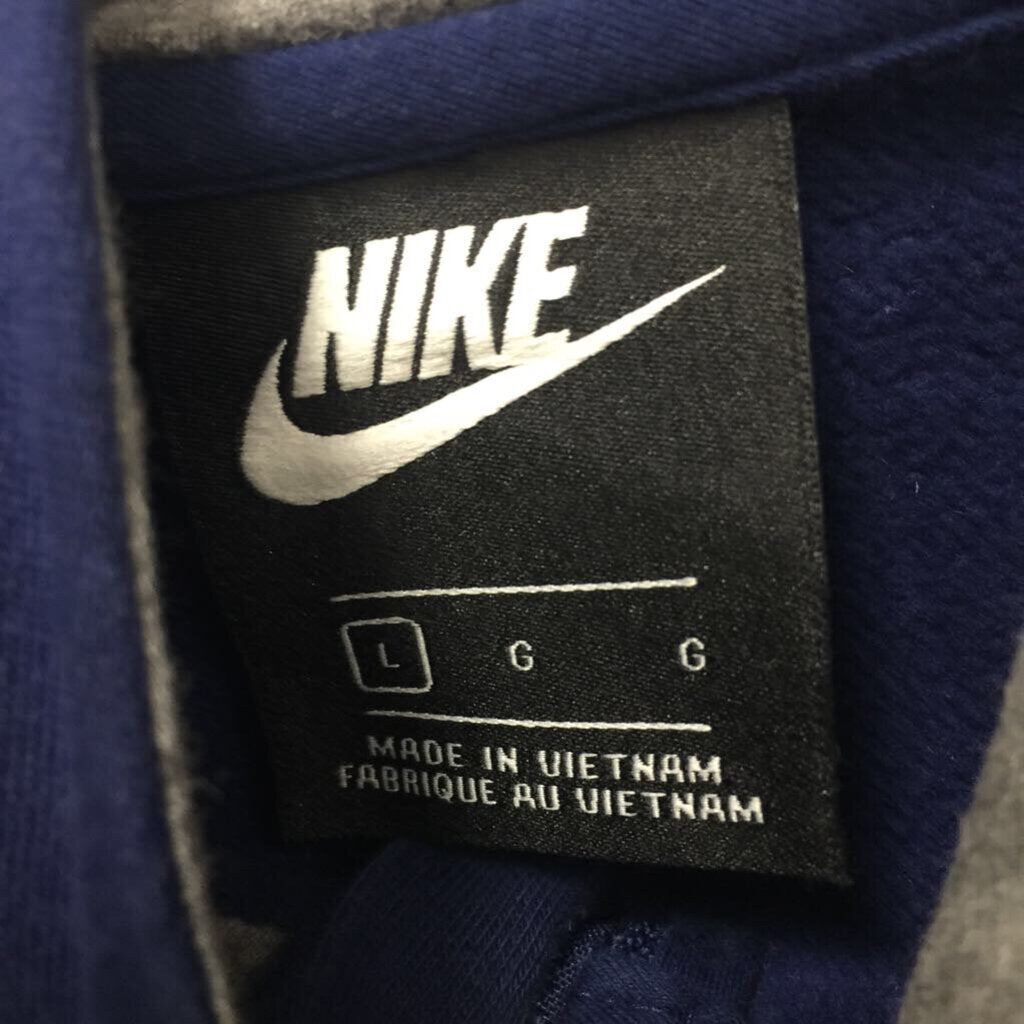 NIKE
L G G
MADE IN VIETNAM
FABRIQUE AU VIETNAM